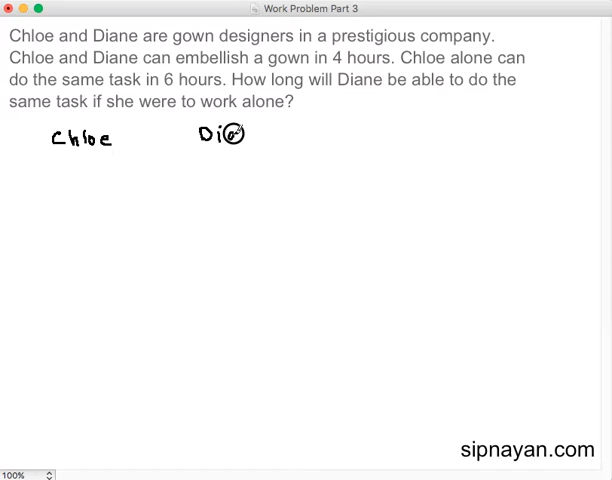 Work Problem Part 3
Chloe and Diane are gown designers in a prestigious company.
Chloe and Diane can embellish a gown in 4 hours. Chloe alone can
do the same task in 6 hours. How long will Diane be able to do the
same task if she were to work alone?
Chloe Dia
sipnayan.com
100%